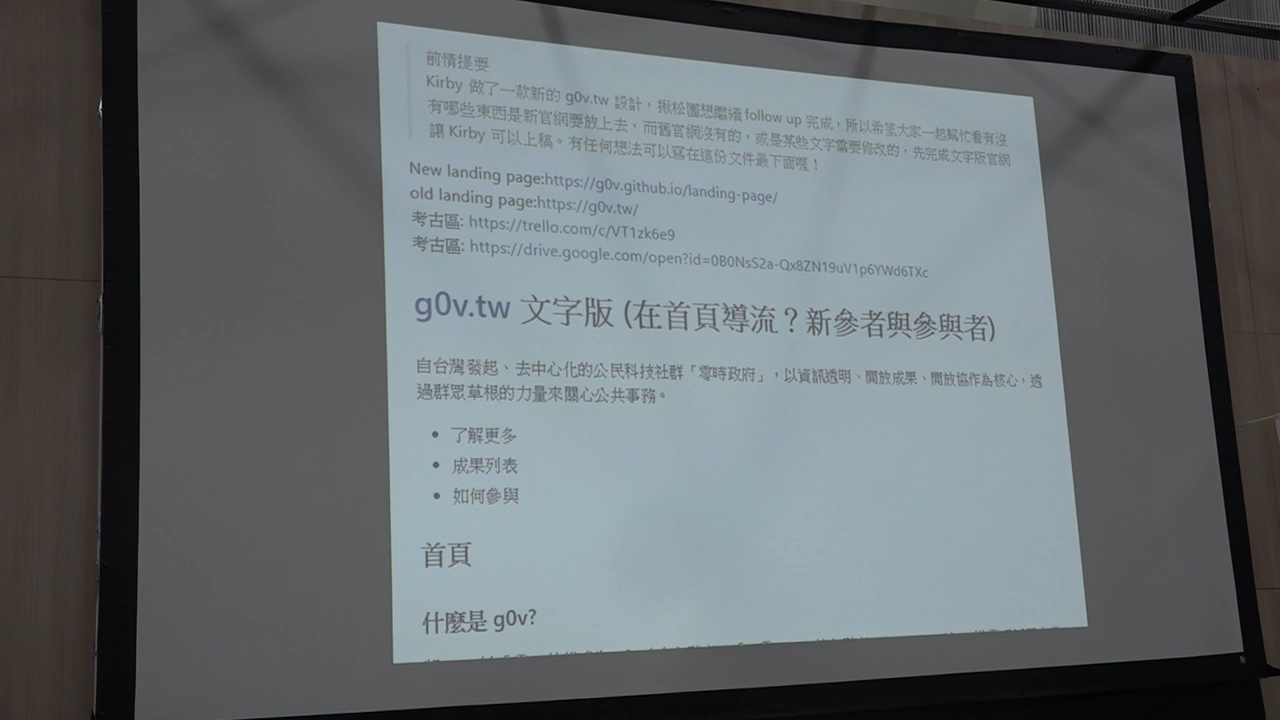 前情提要
Kirby 做了一款新的 g0v.tw 設計，揪松團想繼續 follow up 完成，所以希望大家一起幫忙看有沒
有哪些東西是新官網要放上去，而舊官網沒有的，或是某些文字需要修改的，先完成文字版官網
讓 Kirby 可以上稿。有任何想法可以寫在這份文件最下面喔！
New landing page:https://g0v.github.io/landing-page/
old landing page:https://g0v.tw/
考古區: https://trello.com/c/VT1zk6e9
考古區: https://drive.google.com/open?id=0B0NsS2a-Qx8ZN19uV1p6YWd6TXc
g0v.tw 文字版 (在首頁導流？新參者與參與者)
自台灣發起、去中心化的公民科技社群「零時政府」，以資訊透明、開放成果、開放協作為核心，透
過群眾草根的力量來關心公共事務。
• 了解更多
• 成果列表
• 如何參與
首頁
什麼是 g0v?